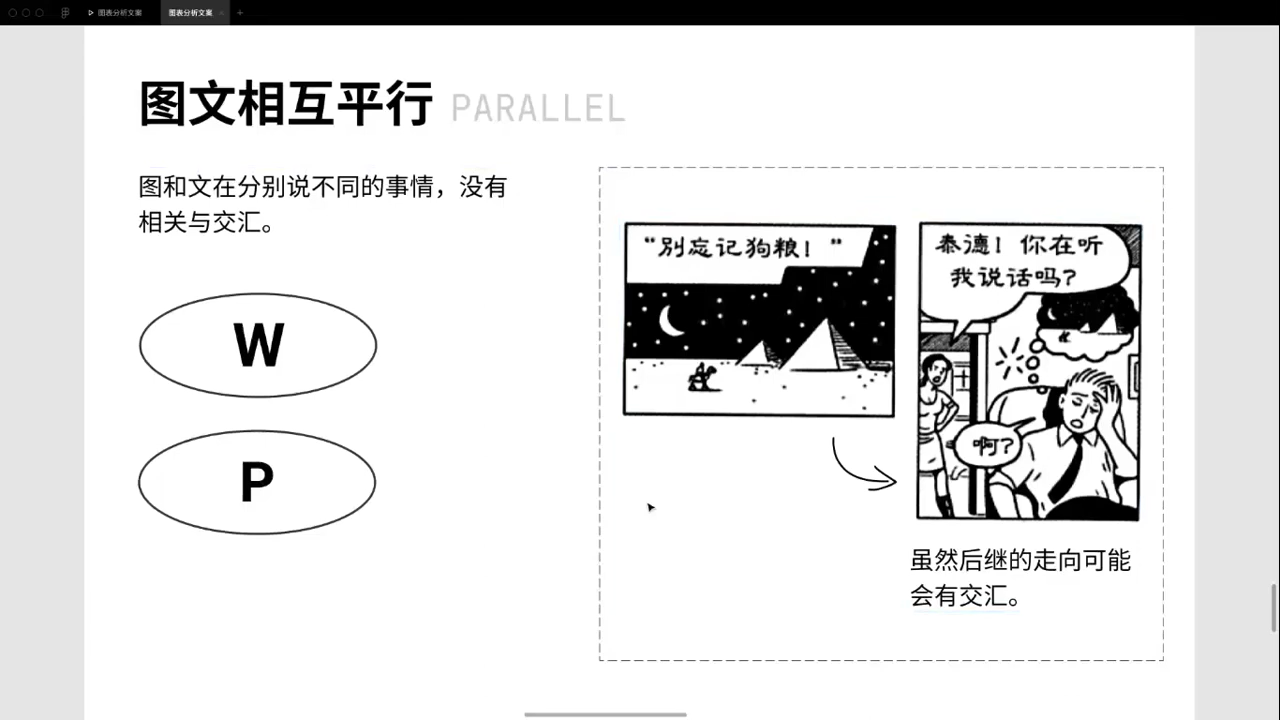 图表分析文案
图表分析文案
图文相互平行 PARALLEL
图和文在分别说不同的事情，没有
相关与交汇。
W
P
“别忘记狗粮！”
泰德！你在听
我说话吗？
啊？
虽然后继的走向可能
会有交汇。